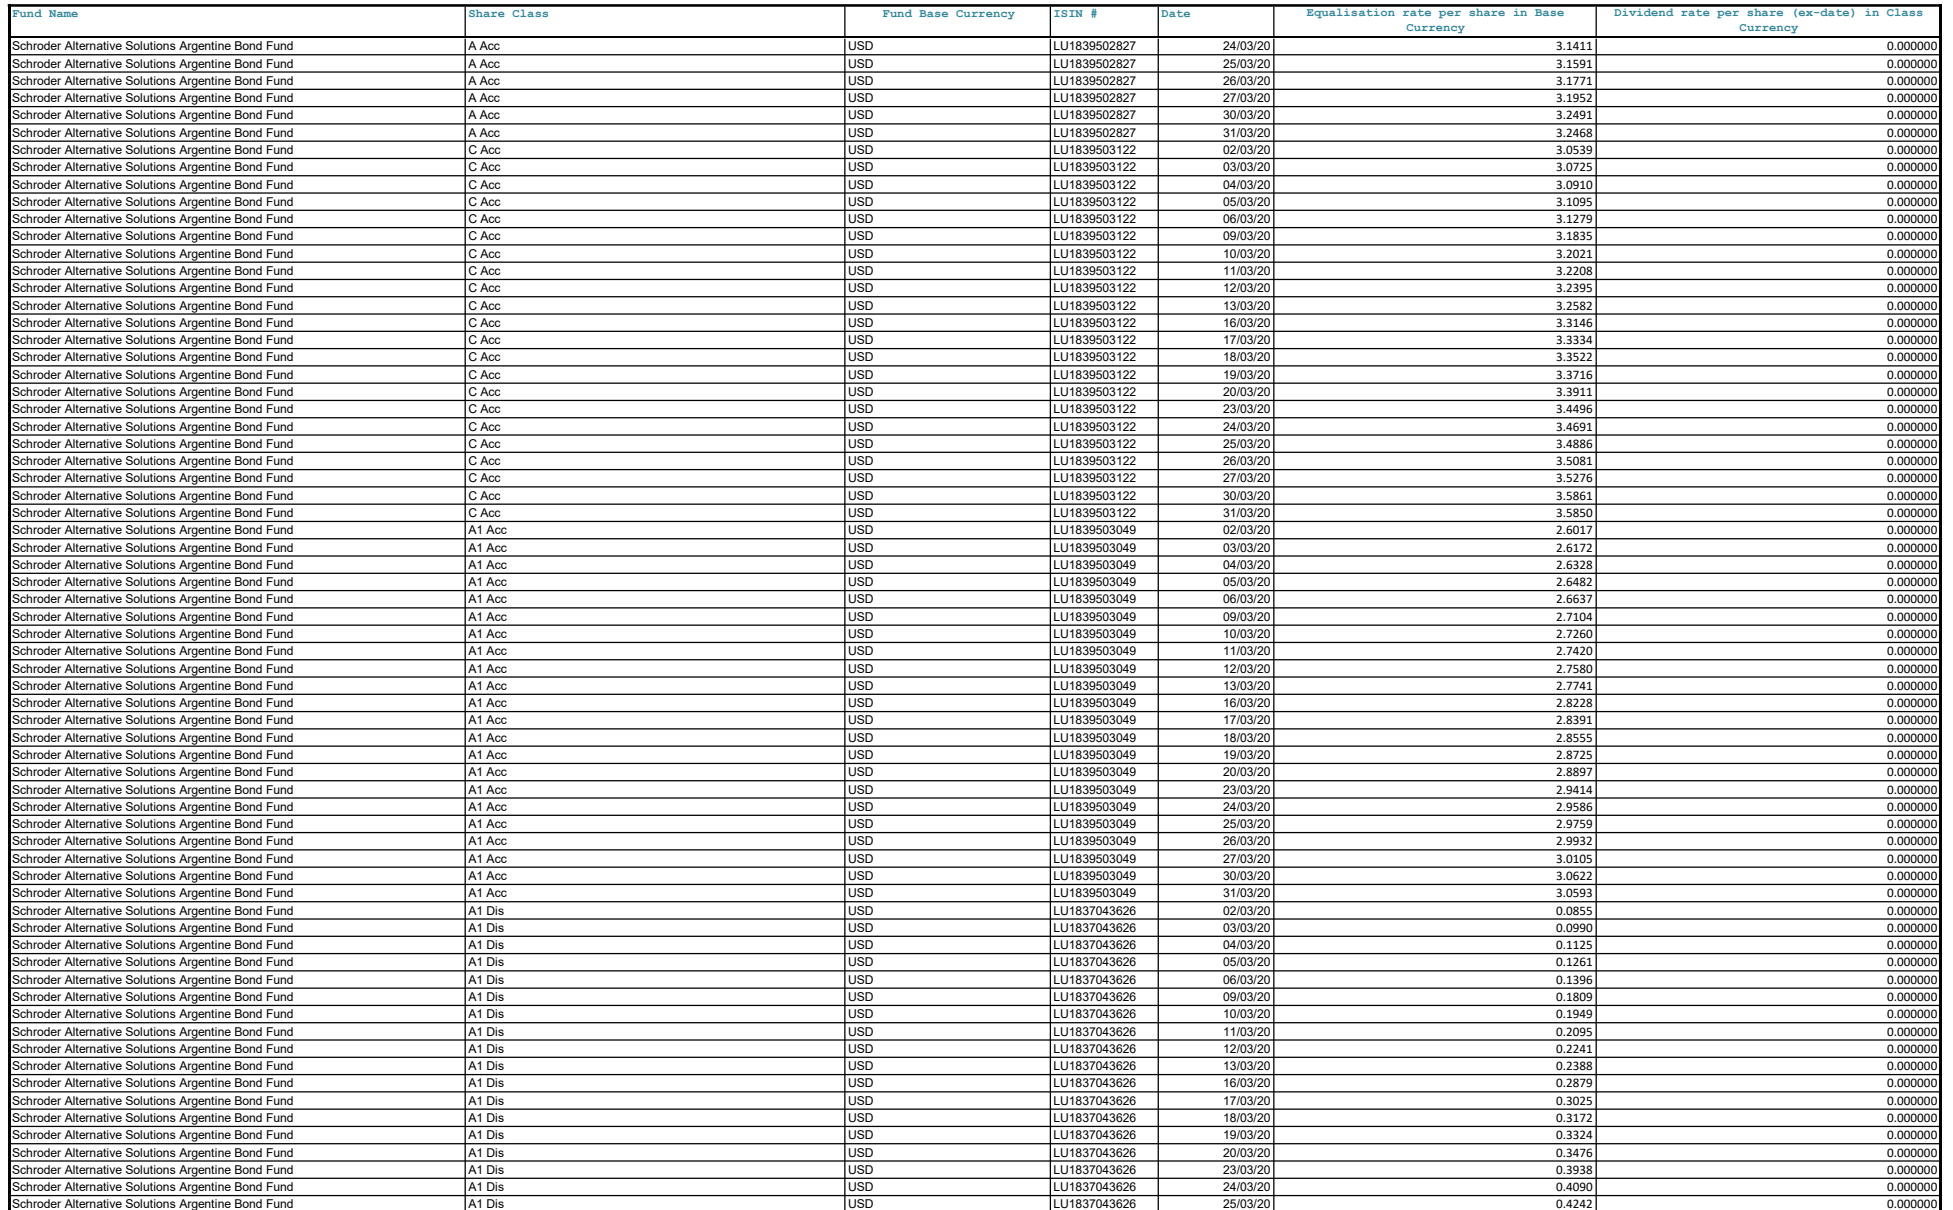 Fund Name Share Class Fund Base Currency ISIN # Date Equalisation rate per share in Base Currency Dividend rate per share (ex-date) in Class Currency
Schroder Alternative Solutions Argentine Bond Fund A Acc USD LU1839502827 24/03/20 3.1411 0.000000
Schroder Alternative Solutions Argentine Bond Fund A Acc USD LU1839502827 25/03/20 3.1591 0.000000
Schroder Alternative Solutions Argentine Bond Fund A Acc USD LU1839502827 26/03/20 3.1771 0.000000
Schroder Alternative Solutions Argentine Bond Fund A Acc USD LU1839502827 27/03/20 3.1952 0.000000
Schroder Alternative Solutions Argentine Bond Fund A Acc USD LU1839502827 30/03/20 3.2491 0.000000
Schroder Alternative Solutions Argentine Bond Fund A Acc USD LU1839502827 31/03/20 3.2468 0.000000
Schroder Alternative Solutions Argentine Bond Fund C Acc USD LU1839503122 02/03/20 3.0539 0.000000
Schroder Alternative Solutions Argentine Bond Fund C Acc USD LU1839503122 03/03/20 3.0725 0.000000
Schroder Alternative Solutions Argentine Bond Fund C Acc USD LU1839503122 04/03/20 3.0910 0.000000
Schroder Alternative Solutions Argentine Bond Fund C Acc USD LU1839503122 05/03/20 3.1095 0.000000
Schroder Alternative Solutions Argentine Bond Fund C Acc USD LU1839503122 06/03/20 3.1279 0.000000
Schroder Alternative Solutions Argentine Bond Fund C Acc USD LU1839503122 09/03/20 3.1835 0.000000
Schroder Alternative Solutions Argentine Bond Fund C Acc USD LU1839503122 10/03/20 3.2021 0.000000
Schroder Alternative Solutions Argentine Bond Fund C Acc USD LU1839503122 11/03/20 3.2208 0.000000
Schroder Alternative Solutions Argentine Bond Fund C Acc USD LU1839503122 12/03/20 3.2395 0.000000
Schroder Alternative Solutions Argentine Bond Fund C Acc USD LU1839503122 13/03/20 3.2582 0.000000
Schroder Alternative Solutions Argentine Bond Fund C Acc USD LU1839503122 16/03/20 3.3146 0.000000
Schroder Alternative Solutions Argentine Bond Fund C Acc USD LU1839503122 17/03/20 3.3334 0.000000
Schroder Alternative Solutions Argentine Bond Fund C Acc USD LU1839503122 18/03/20 3.3522 0.000000
Schroder Alternative Solutions Argentine Bond Fund C Acc USD LU1839503122 19/03/20 3.3716 0.000000
Schroder Alternative Solutions Argentine Bond Fund C Acc USD LU1839503122 20/03/20 3.3911 0.000000
Schroder Alternative Solutions Argentine Bond Fund C Acc USD LU1839503122 23/03/20 3.4496 0.000000
Schroder Alternative Solutions Argentine Bond Fund C Acc USD LU1839503122 24/03/20 3.4691 0.000000
Schroder Alternative Solutions Argentine Bond Fund C Acc USD LU1839503122 25/03/20 3.4886 0.000000
Schroder Alternative Solutions Argentine Bond Fund C Acc USD LU1839503122 26/03/20 3.5081 0.000000
Schroder Alternative Solutions Argentine Bond Fund C Acc USD LU1839503122 27/03/20 3.5276 0.000000
Schroder Alternative Solutions Argentine Bond Fund C Acc USD LU1839503122 30/03/20 3.5861 0.000000
Schroder Alternative Solutions Argentine Bond Fund C Acc USD LU1839503122 31/03/20 3.5850 0.000000
Schroder Alternative Solutions Argentine Bond Fund A1 Acc USD LU1839503049 02/03/20 2.6017 0.000000
Schroder Alternative Solutions Argentine Bond Fund A1 Acc USD LU1839503049 03/03/20 2.6172 0.000000
Schroder Alternative Solutions Argentine Bond Fund A1 Acc USD LU1839503049 04/03/20 2.6328 0.000000
Schroder Alternative Solutions Argentine Bond Fund A1 Acc USD LU1839503049 05/03/20 2.6482 0.000000
Schroder Alternative Solutions Argentine Bond Fund A1 Acc USD LU1839503049 06/03/20 2.6637 0.000000
Schroder Alternative Solutions Argentine Bond Fund A1 Acc USD LU1839503049 09/03/20 2.7104 0.000000
Schroder Alternative Solutions Argentine Bond Fund A1 Acc USD LU1839503049 10/03/20 2.7260 0.000000
Schroder Alternative Solutions Argentine Bond Fund A1 Acc USD LU1839503049 11/03/20 2.7420 0.000000
Schroder Alternative Solutions Argentine Bond Fund A1 Acc USD LU1839503049 12/03/20 2.7580 0.000000
Schroder Alternative Solutions Argentine Bond Fund A1 Acc USD LU1839503049 13/03/20 2.7741 0.000000
Schroder Alternative Solutions Argentine Bond Fund A1 Acc USD LU1839503049 16/03/20 2.8228 0.000000
Schroder Alternative Solutions Argentine Bond Fund A1 Acc USD LU1839503049 17/03/20 2.8391 0.000000
Schroder Alternative Solutions Argentine Bond Fund A1 Acc USD LU1839503049 18/03/20 2.8555 0.000000
Schroder Alternative Solutions Argentine Bond Fund A1 Acc USD LU1839503049 19/03/20 2.8725 0.000000
Schroder Alternative Solutions Argentine Bond Fund A1 Acc USD LU1839503049 20/03/20 2.8897 0.000000
Schroder Alternative Solutions Argentine Bond Fund A1 Acc USD LU1839503049 23/03/20 2.9414 0.000000
Schroder Alternative Solutions Argentine Bond Fund A1 Acc USD LU1839503049 24/03/20 2.9586 0.000000
Schroder Alternative Solutions Argentine Bond Fund A1 Acc USD LU1839503049 25/03/20 2.9759 0.000000
Schroder Alternative Solutions Argentine Bond Fund A1 Acc USD LU1839503049 26/03/20 2.9932 0.000000
Schroder Alternative Solutions Argentine Bond Fund A1 Acc USD LU1839503049 27/03/20 3.0105 0.000000
Schroder Alternative Solutions Argentine Bond Fund A1 Acc USD LU1839503049 30/03/20 3.0622 0.000000
Schroder Alternative Solutions Argentine Bond Fund A1 Acc USD LU1839503049 31/03/20 3.0593 0.000000
Schroder Alternative Solutions Argentine Bond Fund A1 Dis USD LU1837043626 02/03/20 0.0855 0.000000
Schroder Alternative Solutions Argentine Bond Fund A1 Dis USD LU1837043626 03/03/20 0.0990 0.000000
Schroder Alternative Solutions Argentine Bond Fund A1 Dis USD LU1837043626 04/03/20 0.1125 0.000000
Schroder Alternative Solutions Argentine Bond Fund A1 Dis USD LU1837043626 05/03/20 0.1261 0.000000
Schroder Alternative Solutions Argentine Bond Fund A1 Dis USD LU1837043626 06/03/20 0.1396 0.000000
Schroder Alternative Solutions Argentine Bond Fund A1 Dis USD LU1837043626 09/03/20 0.1809 0.000000
Schroder Alternative Solutions Argentine Bond Fund A1 Dis USD LU1837043626 10/03/20 0.1949 0.000000
Schroder Alternative Solutions Argentine Bond Fund A1 Dis USD LU1837043626 11/03/20 0.2095 0.000000
Schroder Alternative Solutions Argentine Bond Fund A1 Dis USD LU1837043626 12/03/20 0.2241 0.000000
Schroder Alternative Solutions Argentine Bond Fund A1 Dis USD LU1837043626 13/03/20 0.2388 0.000000
Schroder Alternative Solutions Argentine Bond Fund A1 Dis USD LU1837043626 16/03/20 0.2879 0.000000
Schroder Alternative Solutions Argentine Bond Fund A1 Dis USD LU1837043626 17/03/20 0.3025 0.000000
Schroder Alternative Solutions Argentine Bond Fund A1 Dis USD LU1837043626 18/03/20 0.3172 0.000000
Schroder Alternative Solutions Argentine Bond Fund A1 Dis USD LU1837043626 19/03/20 0.3324 0.000000
Schroder Alternative Solutions Argentine Bond Fund A1 Dis USD LU1837043626 20/03/20 0.3476 0.000000
Schroder Alternative Solutions Argentine Bond Fund A1 Dis USD LU1837043626 23/03/20 0.3938 0.000000
Schroder Alternative Solutions Argentine Bond Fund A1 Dis USD LU1837043626 24/03/20 0.4090 0.000000
Schroder Alternative Solutions Argentine Bond Fund A1 Dis USD LU1837043626 25/03/20 0.4242 0.000000